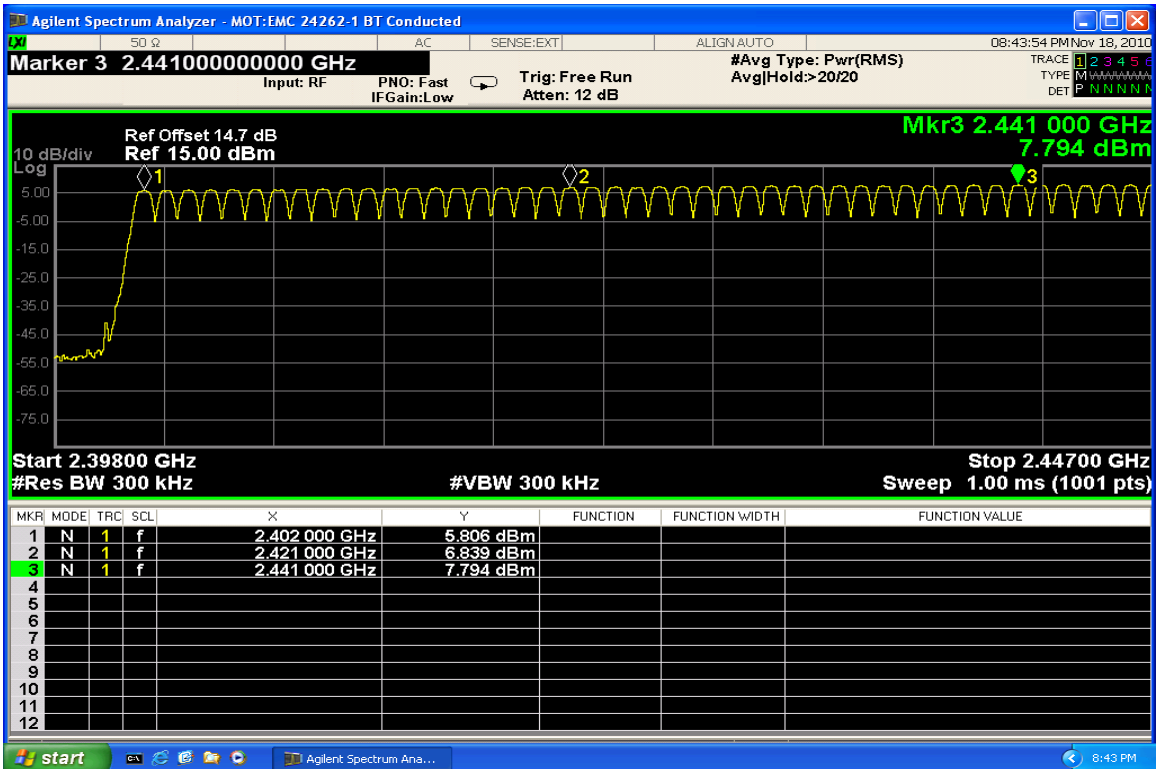 Agilent Spectrum Analyzer - MOT:EMC 24262-1 BT Conducted
LXI 50 Ω AC SENSE:EXT ALIGN AUTO 08:43:54 PM Nov 18, 2010
Marker 3 2.441000000000 GHz
Input: RF PNO: Fast IFGain:Low
Trig: Free Run
Atten: 12 dB
#Avg Type: Pwr(RMS)
Avg|Hold:>20/20
TRACE 1 2 3 4 5 6
TYPE M
DET P N N N N N
Mkr3 2.441 000 GHz
7.794 dBm
Ref Offset 14.7 dB
10 dB/div Ref 15.00 dBm
Log
1
2
3
5.00
-5.00
-15.0
-25.0
-35.0
-45.0
-55.0
-65.0
-75.0
Start 2.39800 GHz Stop 2.44700 GHz
#Res BW 300 kHz #VBW 300 kHz Sweep 1.00 ms (1001 pts)
MKR MODE TRC SCL X Y FUNCTION FUNCTION WIDTH FUNCTION VALUE
1 N 1 f 2.402 000 GHz 5.806 dBm
2 N 1 f 2.421 000 GHz 6.839 dBm
3 N 1 f 2.441 000 GHz 7.794 dBm
4
5
6
7
8
9
10
11
12
start Agilent Spectrum Ana... 8:43 PM